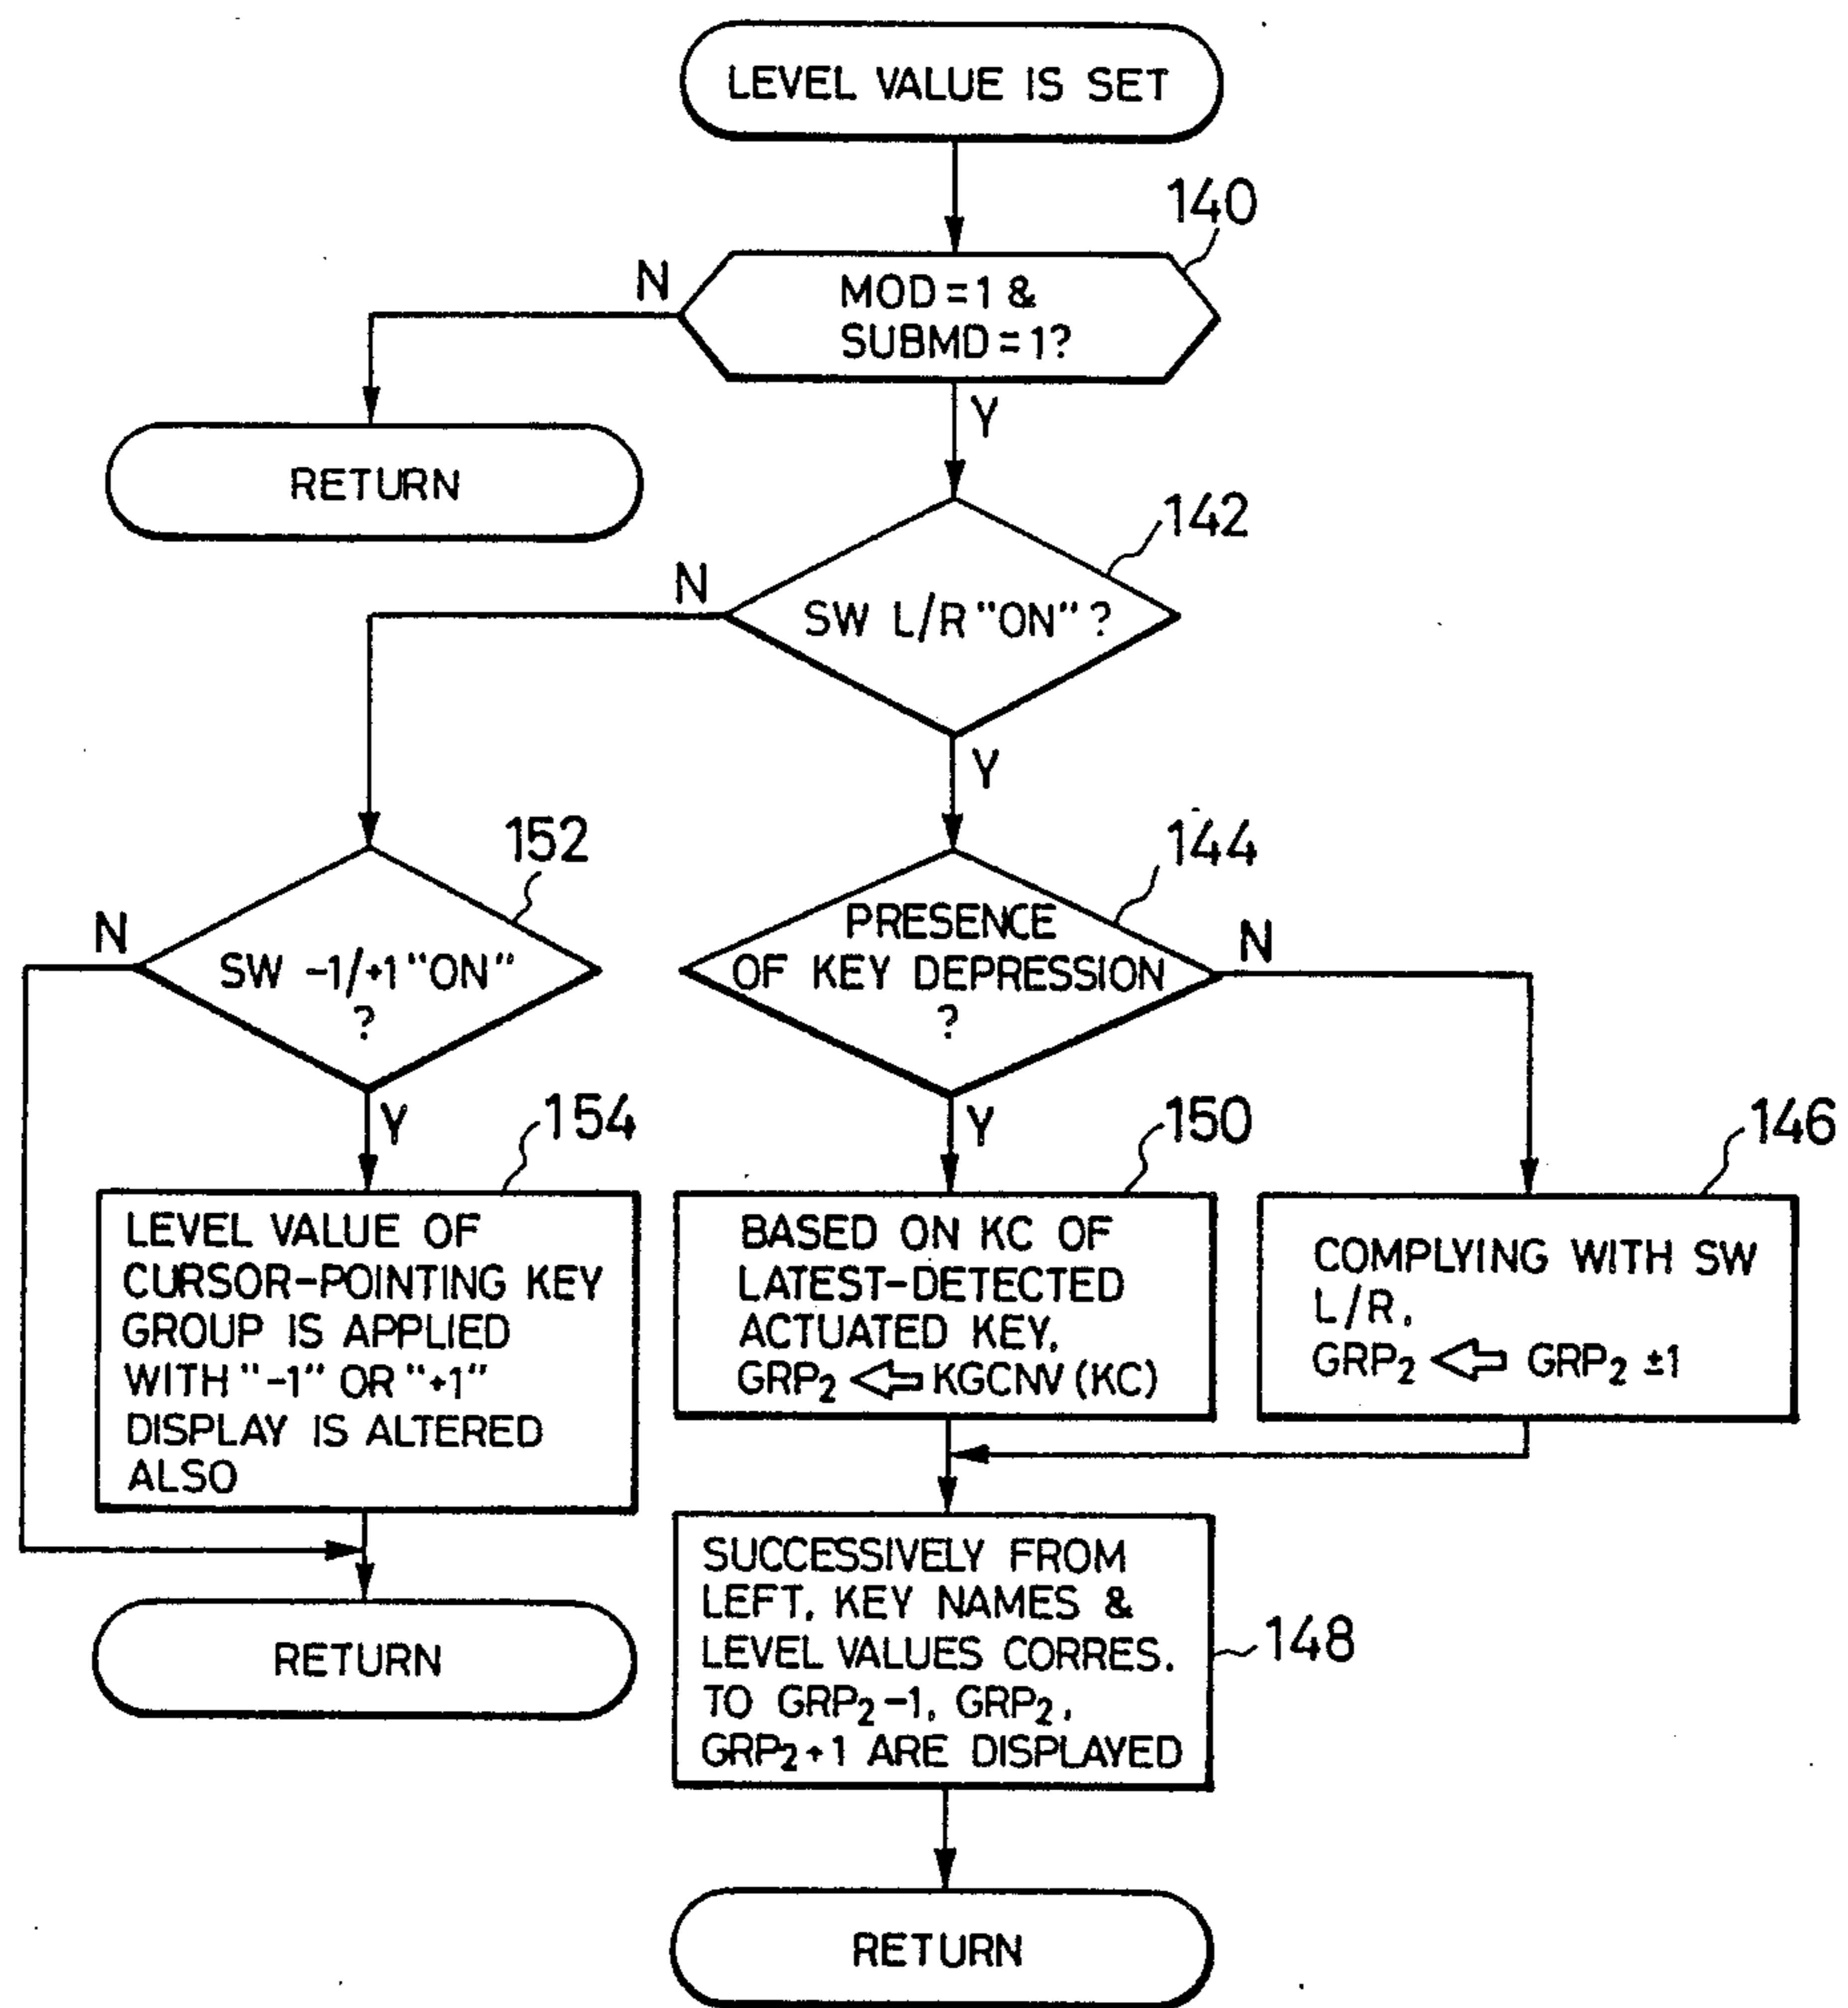 LEVEL VALUE IS SET
140
N
MOD = 1 &
SUBMD = 1?
Y
RETURN
142
N
SW L/R "ON" ?
Y
152
144
N
SW -1/+1 "ON"
?
PRESENCE
OF KEY DEPRESSION
?
N
Y
154
Y
150
146
LEVEL VALUE OF
CURSOR-POINTING KEY
GROUP IS APPLIED
WITH "-1" OR "+1"
DISPLAY IS ALTERED
ALSO
BASED ON KC OF
LATEST-DETECTED
ACTUATED KEY,
GRP₂ ⇐ KGCNV (KC)
COMPLYING WITH SW
L/R,
GRP₂ ⇐ GRP₂ ±1
SUCCESSIVELY FROM
LEFT, KEY NAMES &
LEVEL VALUES CORRES.
TO GRP₂-1, GRP₂,
GRP₂+1 ARE DISPLAYED
148
RETURN
RETURN